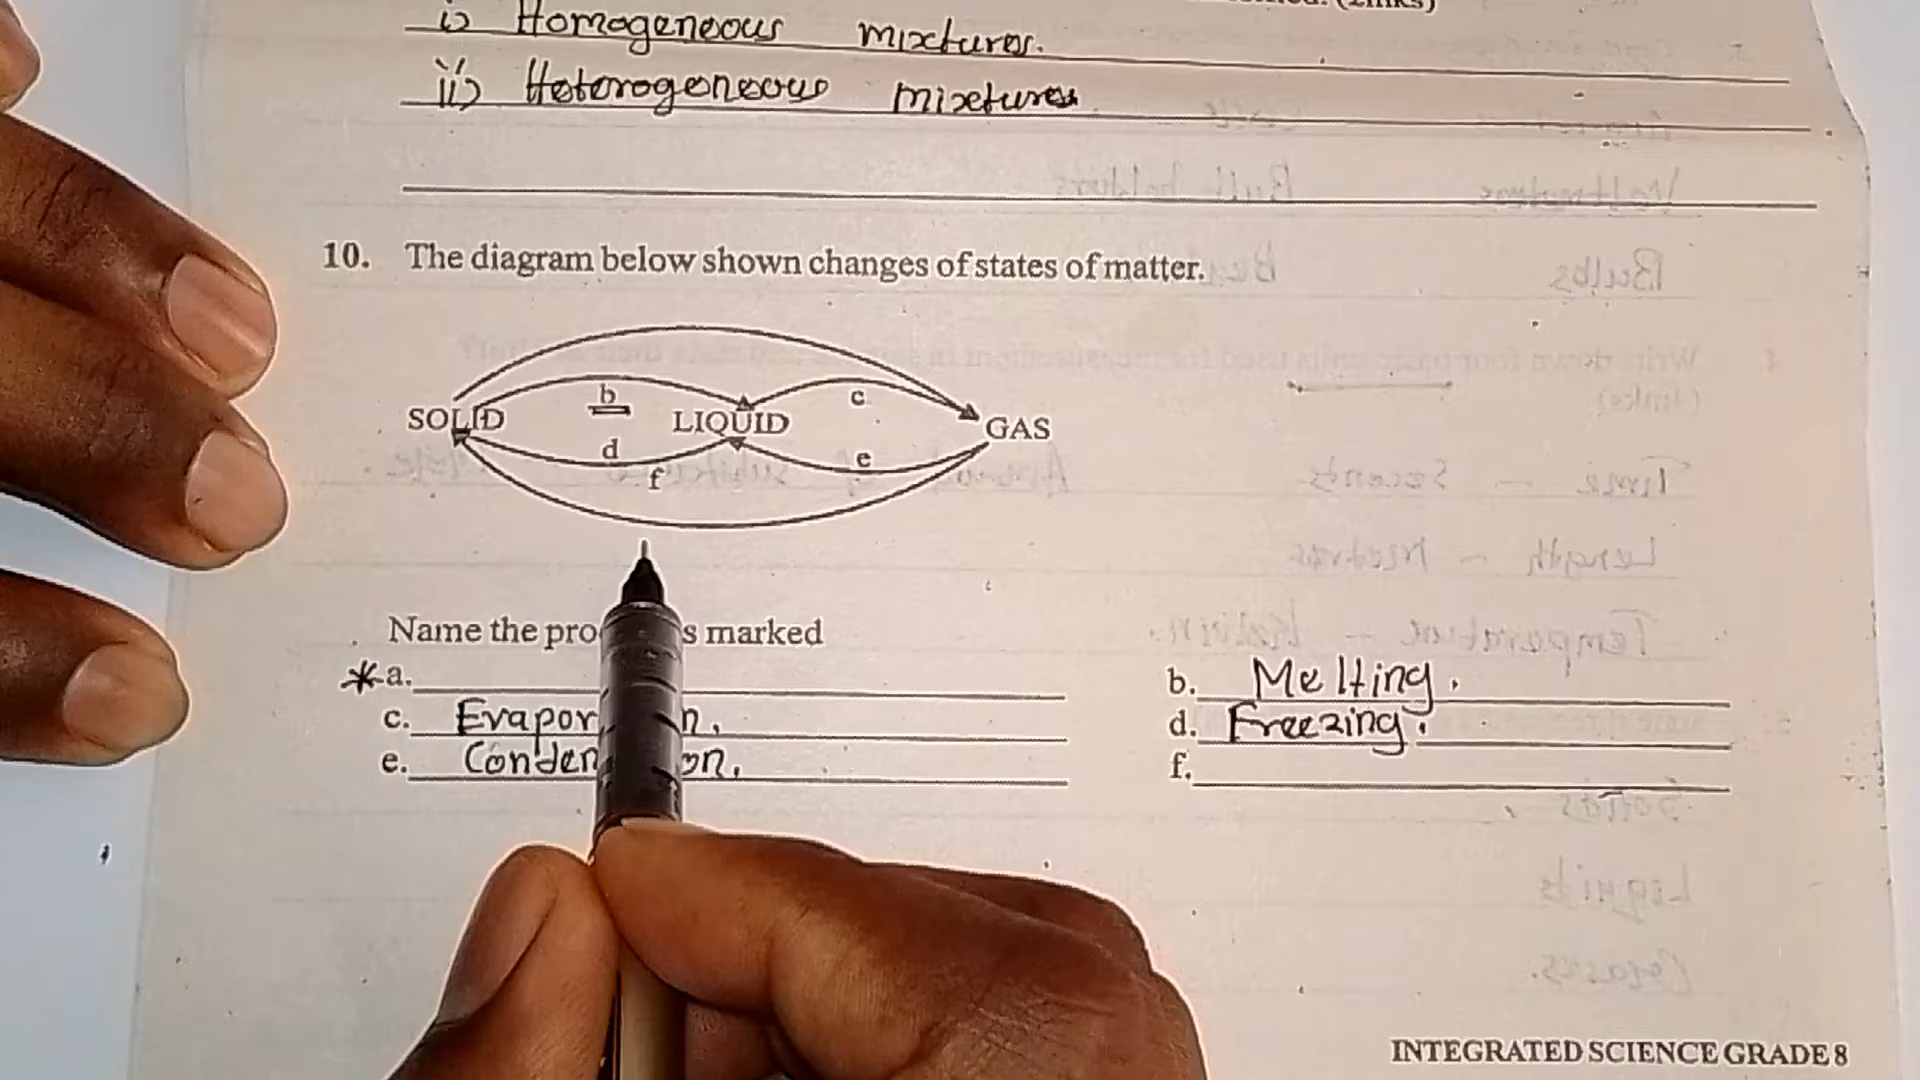 i) Homogeneous mixtures.
ii) Heterogeneous mixtures
10. The diagram below shown changes of states of matter.
b c
SOLID LIQUID GAS
d e
f
Name the pro s marked
*a. b. Melting.
c. Evapor n. d. Freezing.
e. Conden on. f.
INTEGRATED SCIENCE GRADE 8